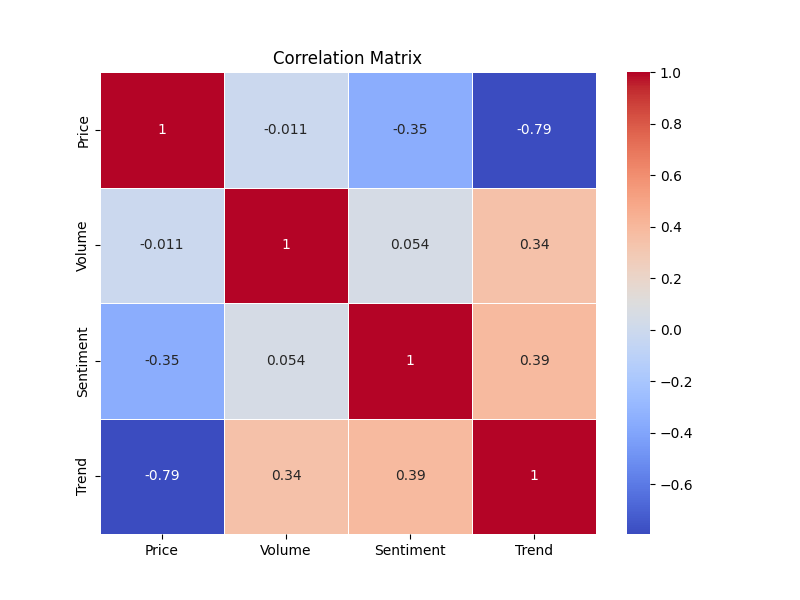 Correlation Matrix
Price 1 -0.011 -0.35 -0.79
Volume -0.011 1 0.054 0.34
Sentiment -0.35 0.054 1 0.39
Trend -0.79 0.34 0.39 1
Price Volume Sentiment Trend
1.0
0.8
0.6
0.4
0.2
0.0
−0.2
−0.4
−0.6